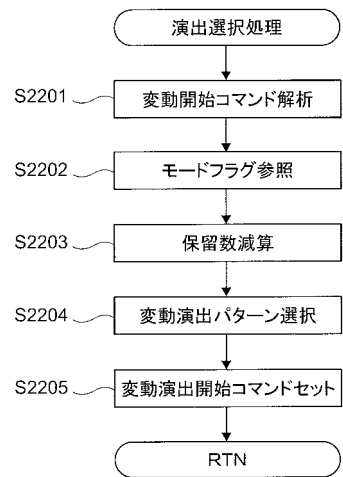 演出選択処理
S2201 変動開始コマンド解析
S2202 モードフラグ参照
S2203 保留数減算
S2204 変動演出パターン選択
S2205 変動演出開始コマンドセット
RTN